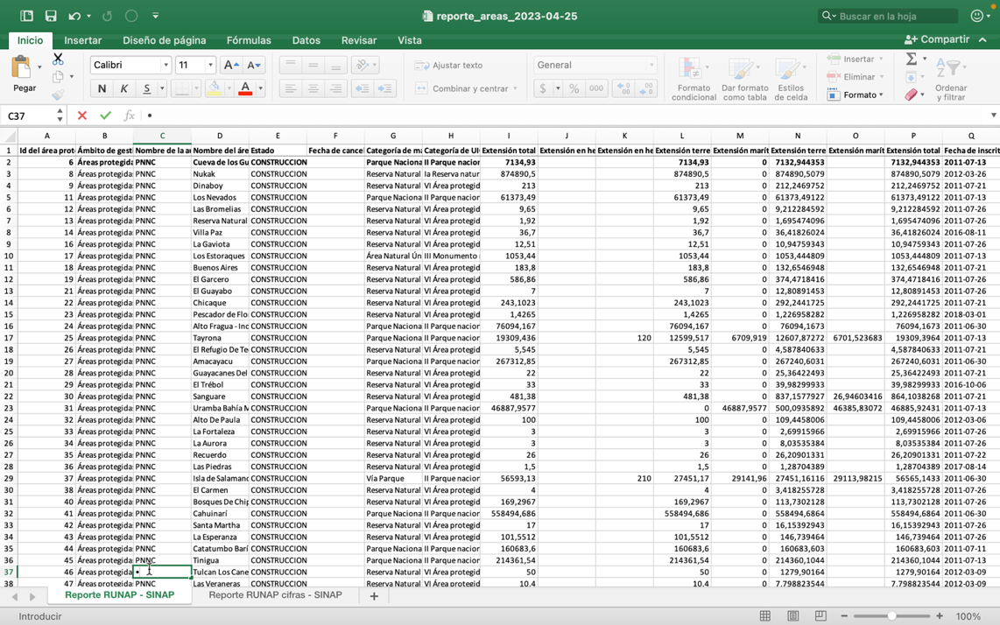 reporte_areas_2023-04-25
Buscar en la hoja
Inicio Insertar Diseño de página Fórmulas Datos Revisar Vista Compartir
Pegar Calibri 11 Ajustar texto General Insertar
N K S Combinar y centrar $ % 000 Formato condicional Dar formato como tabla Estilos de celda Eliminar Formato Ordenar y filtrar
C37 fx •
A B C D E F G H I J K L M N O P Q
1 Id del área prot Ámbito de gest Nombre de la au Nombre del áre Estado Fecha de cance Categoría de ma Categoría de UI Extensión total Extensión en he Extensión en he Extensión terre Extensión marít Extensión terre Extensión marít Extensión total Fecha de inscrit
2 6 Áreas protegida PNNC Cueva de los Gu CONSTRUCCION Parque Naciona II Parque nacior 7134,93 7134,93 0 7132,944353 7132,944353 2011-07-13
3 8 Áreas protegida PNNC Nukak CONSTRUCCION Reserva Natural Ia Reserva natur 874890,5 874890,5 0 874890,5079 874890,5079 2012-03-26
4 9 Áreas protegida PNNC Dinaboy CONSTRUCCION Reserva Natural VI Área protegid 213 213 0 212,2469752 212,2469752 2011-07-21
5 11 Áreas protegida PNNC Los Nevados CONSTRUCCION Parque Naciona II Parque nacior 61373,49 61373,49 0 61373,49122 61373,49122 2011-07-13
6 12 Áreas protegida PNNC Las Bromelias CONSTRUCCION Reserva Natural VI Área protegid 9,65 9,65 0 9,212284592 9,212284592 2011-07-26
7 13 Áreas protegida PNNC Reserva Natural CONSTRUCCION Reserva Natural VI Área protegid 1,92 1,92 0 1,695474096 1,695474096 2011-07-26
8 14 Áreas protegida PNNC Villa Paz CONSTRUCCION Reserva Natural VI Área protegid 36,7 36,7 0 36,41826024 36,41826024 2016-08-11
9 16 Áreas protegida PNNC La Gaviota CONSTRUCCION Reserva Natural VI Área protegid 12,51 12,51 0 10,94759343 10,94759343 2011-07-26
10 17 Áreas protegida PNNC Los Estoraques CONSTRUCCION Área Natural Ún III Monumento 1053,44 1053,44 0 1053,444809 1053,444809 2011-07-13
11 18 Áreas protegida PNNC Buenos Aires CONSTRUCCION Reserva Natural VI Área protegid 183,8 183,8 0 132,6546948 132,6546948 2011-07-21
12 19 Áreas protegida PNNC El Garcero CONSTRUCCION Reserva Natural VI Área protegid 586,86 586,86 0 374,4718416 374,4718416 2011-07-26
13 21 Áreas protegida PNNC El Guayabo CONSTRUCCION Reserva Natural VI Área protegid 7 7 0 12,80891453 12,80891453 2011-07-26
14 22 Áreas protegida PNNC Chicaque CONSTRUCCION Reserva Natural VI Área protegid 243,1023 243,1023 0 292,2441725 292,2441725 2011-07-21
15 23 Áreas protegida PNNC Pescador de Flo CONSTRUCCION Reserva Natural VI Área protegid 1,4265 1,4265 0 1,226958282 1,226958282 2018-03-01
16 24 Áreas protegida PNNC Alto Fragua - Inc CONSTRUCCION Parque Naciona II Parque nacior 76094,167 76094,167 0 76094,1673 76094,1673 2011-06-30
17 25 Áreas protegida PNNC Tayrona CONSTRUCCION Parque Naciona II Parque nacior 19309,436 120 12599,517 6709,919 12607,87272 6701,523683 19309,3964 2011-07-13
18 26 Áreas protegida PNNC El Refugio De Te CONSTRUCCION Reserva Natural VI Área protegid 5,545 5,545 0 4,587840633 4,587840633 2011-07-21
19 27 Áreas protegida PNNC Amacayacu CONSTRUCCION Parque Naciona II Parque nacior 267312,85 267312,85 0 267240,6031 267240,6031 2011-06-30
20 28 Áreas protegida PNNC Guayacanes Del CONSTRUCCION Reserva Natural VI Área protegid 22 22 0 25,36422493 25,36422493 2011-07-21
21 29 Áreas protegida PNNC El Trébol CONSTRUCCION Reserva Natural VI Área protegid 33 33 0 39,98299933 39,98299933 2016-10-06
22 30 Áreas protegida PNNC Sanguare CONSTRUCCION Reserva Natural VI Área protegid 481,38 481,38 0 837,1577927 26,94603416 864,1038268 2011-07-21
23 31 Áreas protegida PNNC Uramba Bahía M CONSTRUCCION Parque Naciona II Parque nacior 46887,9577 0 46887,9577 500,0935892 46385,83072 46885,92431 2011-07-13
24 32 Áreas protegida PNNC Alto De Paula CONSTRUCCION Reserva Natural VI Área protegid 100 100 0 109,4458006 109,4458006 2012-03-06
25 33 Áreas protegida PNNC La Fortaleza CONSTRUCCION Reserva Natural VI Área protegid 3 3 0 2,69915966 2,69915966 2011-07-26
26 34 Áreas protegida PNNC La Aurora CONSTRUCCION Reserva Natural VI Área protegid 3 3 0 8,03535384 8,03535384 2011-07-26
27 35 Áreas protegida PNNC Recuerdo CONSTRUCCION Reserva Natural VI Área protegid 26 26 0 26,20901331 26,20901331 2011-07-22
28 36 Áreas protegida PNNC Las Piedras CONSTRUCCION Reserva Natural VI Área protegid 1,5 1,5 0 1,28704389 1,28704389 2017-08-14
29 37 Áreas protegida PNNC Isla de Salamanc CONSTRUCCION Vía Parque II Parque nacior 56593,13 210 27451,17 29141,96 27451,16116 29113,98215 56565,1433 2011-06-30
30 38 Áreas protegida PNNC El Carmen CONSTRUCCION Reserva Natural VI Área protegid 4 4 0 3,418255728 3,418255728 2011-07-26
31 40 Áreas protegida PNNC Bosques De Chip CONSTRUCCION Reserva Natural VI Área protegid 169,2967 169,2967 0 113,7302128 113,7302128 2011-07-26
32 41 Áreas protegida PNNC Cahuinarí CONSTRUCCION Parque Naciona II Parque nacior 558494,686 558494,686 0 558494,6864 558494,6864 2011-06-30
33 42 Áreas protegida PNNC Santa Martha CONSTRUCCION Reserva Natural VI Área protegid 17 17 0 16,15392943 16,15392943 2011-07-26
34 43 Áreas protegida PNNC La Esperanza CONSTRUCCION Reserva Natural VI Área protegid 101,5512 101,5512 0 146,739464 146,739464 2011-07-26
35 44 Áreas protegida PNNC Catatumbo Barí CONSTRUCCION Parque Naciona II Parque nacior 160683,6 160683,6 0 160683,603 160683,603 2011-07-11
36 45 Áreas protegida PNNC Tinigua CONSTRUCCION Parque Naciona II Parque nacior 214361,54 214361,54 0 214360,1044 214360,1044 2011-07-13
37 46 Áreas protegida • Tulcan Los Cane CONSTRUCCION Reserva Natural VI Área protegid 50 50 0 1279,90164 1279,90164 2012-03-09
38 47 Áreas protegida PNNC Las Veraneras CONSTRUCCION Reserva Natural VI Área protegid 10,4 10,4 0 7,798823544 7,798823544 2012-03-09
Reporte RUNAP - SINAP Reporte RUNAP cifras - SINAP +
Introducir 100%